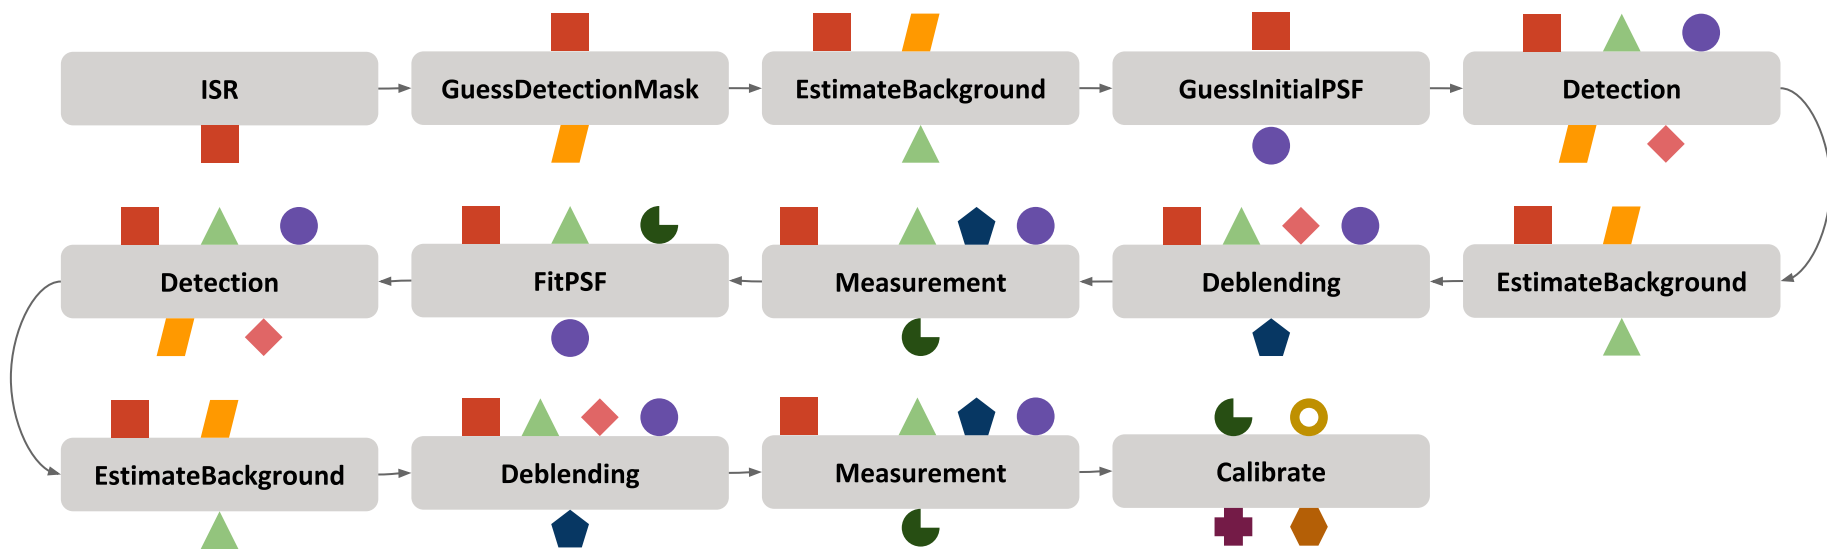 ISR
GuessDetectionMask
EstimateBackground
GuessInitialPSF
Detection
EstimateBackground
Deblending
Measurement
FitPSF
Detection
EstimateBackground
Deblending
Measurement
Calibrate